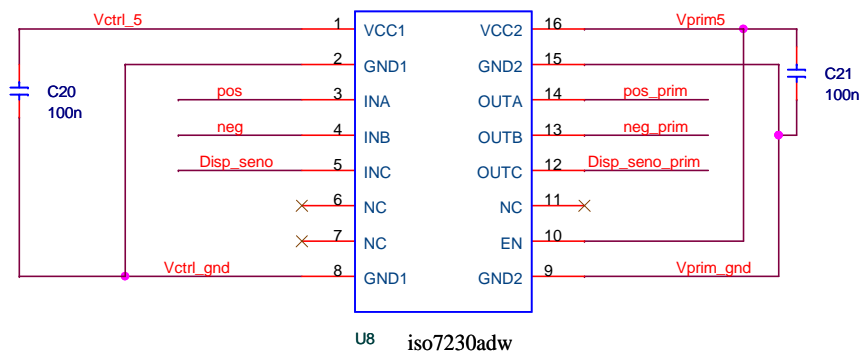 Vctrl_5 1 VCC1 VCC2 16 Vprim5
2 GND1 GND2 15
C20 100n
C21 100n
pos 3 INA OUTA 14 pos_prim
neg 4 INB OUTB 13 neg_prim
Disp_seno 5 INC OUTC 12 Disp_seno_prim
6 NC NC 11
7 NC EN 10
Vctrl_gnd 8 GND1 GND2 9 Vprim_gnd
U8 iso7230adw